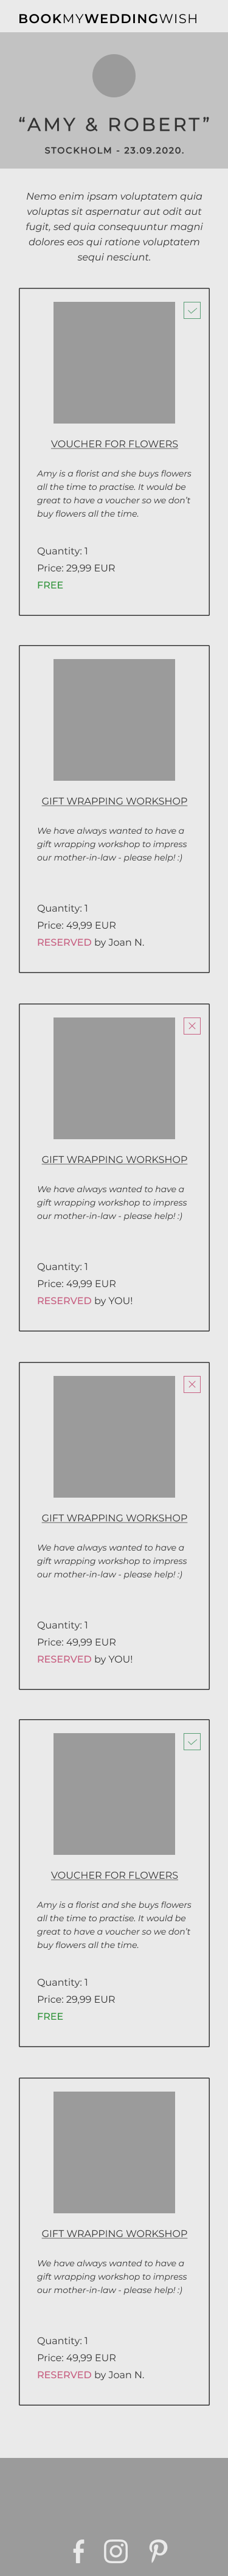 BOOKMYWEDDINGWISH
“AMY & ROBERT”
STOCKHOLM - 23.09.2020.
Nemo enim ipsam voluptatem quia
voluptas sit aspernatur aut odit aut
fugit, sed quia consequuntur magni
dolores eos qui ratione voluptatem
sequi nesciunt.
VOUCHER FOR FLOWERS
Amy is a florist and she buys flowers
all the time to practise. It would be
great to have a voucher so we don’t
buy flowers all the time.
Quantity: 1
Price: 29,99 EUR
FREE
GIFT WRAPPING WORKSHOP
We have always wanted to have a
gift wrapping workshop to impress
our mother-in-law - please help! :)
Quantity: 1
Price: 49,99 EUR
RESERVED by Joan N.
GIFT WRAPPING WORKSHOP
We have always wanted to have a
gift wrapping workshop to impress
our mother-in-law - please help! :)
Quantity: 1
Price: 49,99 EUR
RESERVED by YOU!
GIFT WRAPPING WORKSHOP
We have always wanted to have a
gift wrapping workshop to impress
our mother-in-law - please help! :)
Quantity: 1
Price: 49,99 EUR
RESERVED by YOU!
VOUCHER FOR FLOWERS
Amy is a florist and she buys flowers
all the time to practise. It would be
great to have a voucher so we don’t
buy flowers all the time.
Quantity: 1
Price: 29,99 EUR
FREE
GIFT WRAPPING WORKSHOP
We have always wanted to have a
gift wrapping workshop to impress
our mother-in-law - please help! :)
Quantity: 1
Price: 49,99 EUR
RESERVED by Joan N.